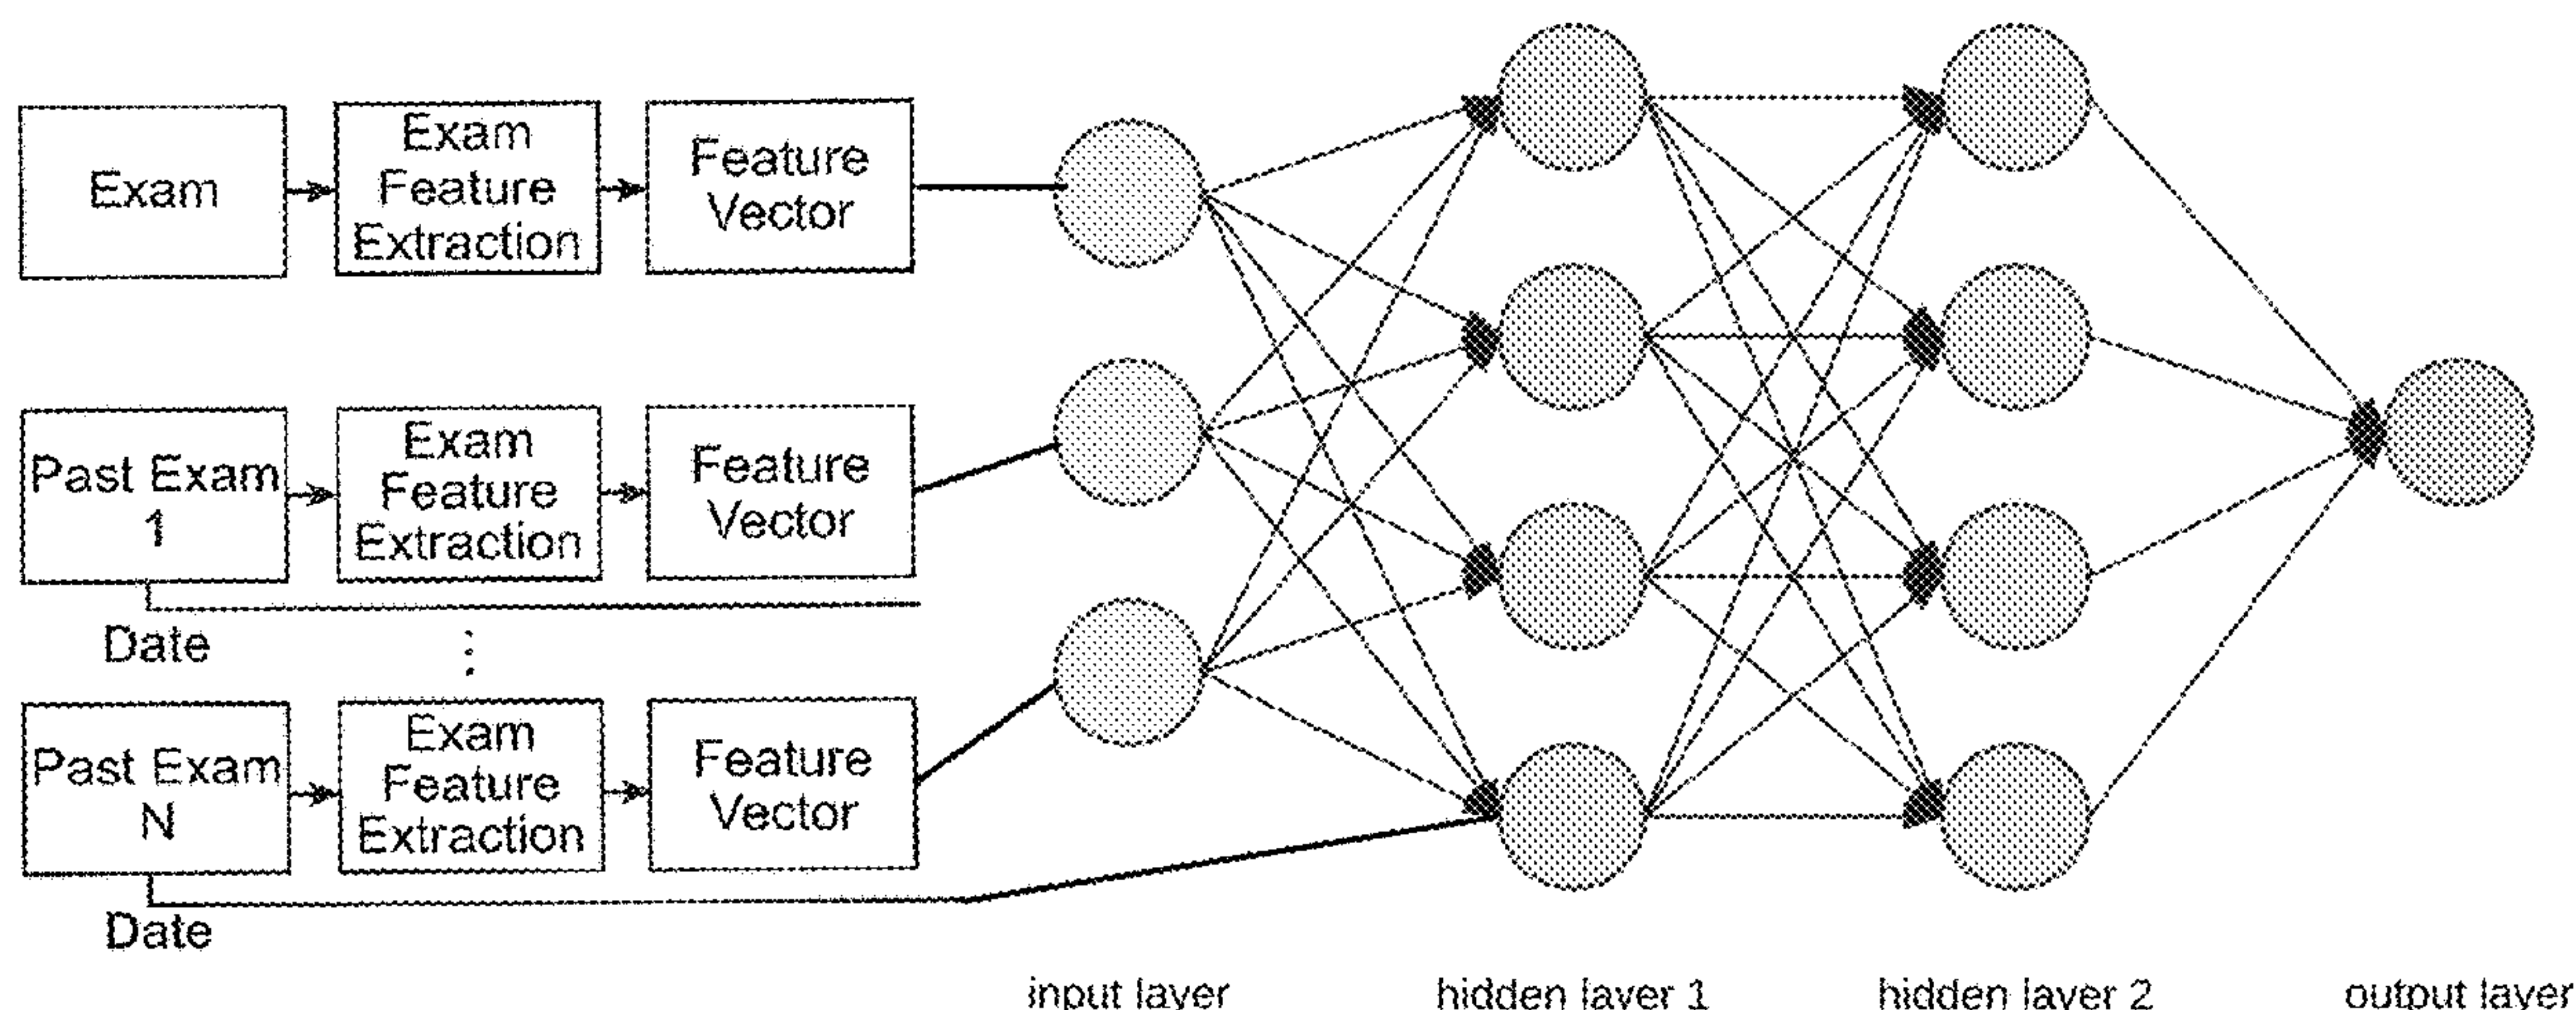 Exam
Exam
Feature
Extraction
Feature
Vector
Past Exam
1
Exam
Feature
Extraction
Feature
Vector
Date
Past Exam
N
Exam
Feature
Extraction
Feature
Vector
Date
input layer
hidden layer 1
hidden layer 2
output layer